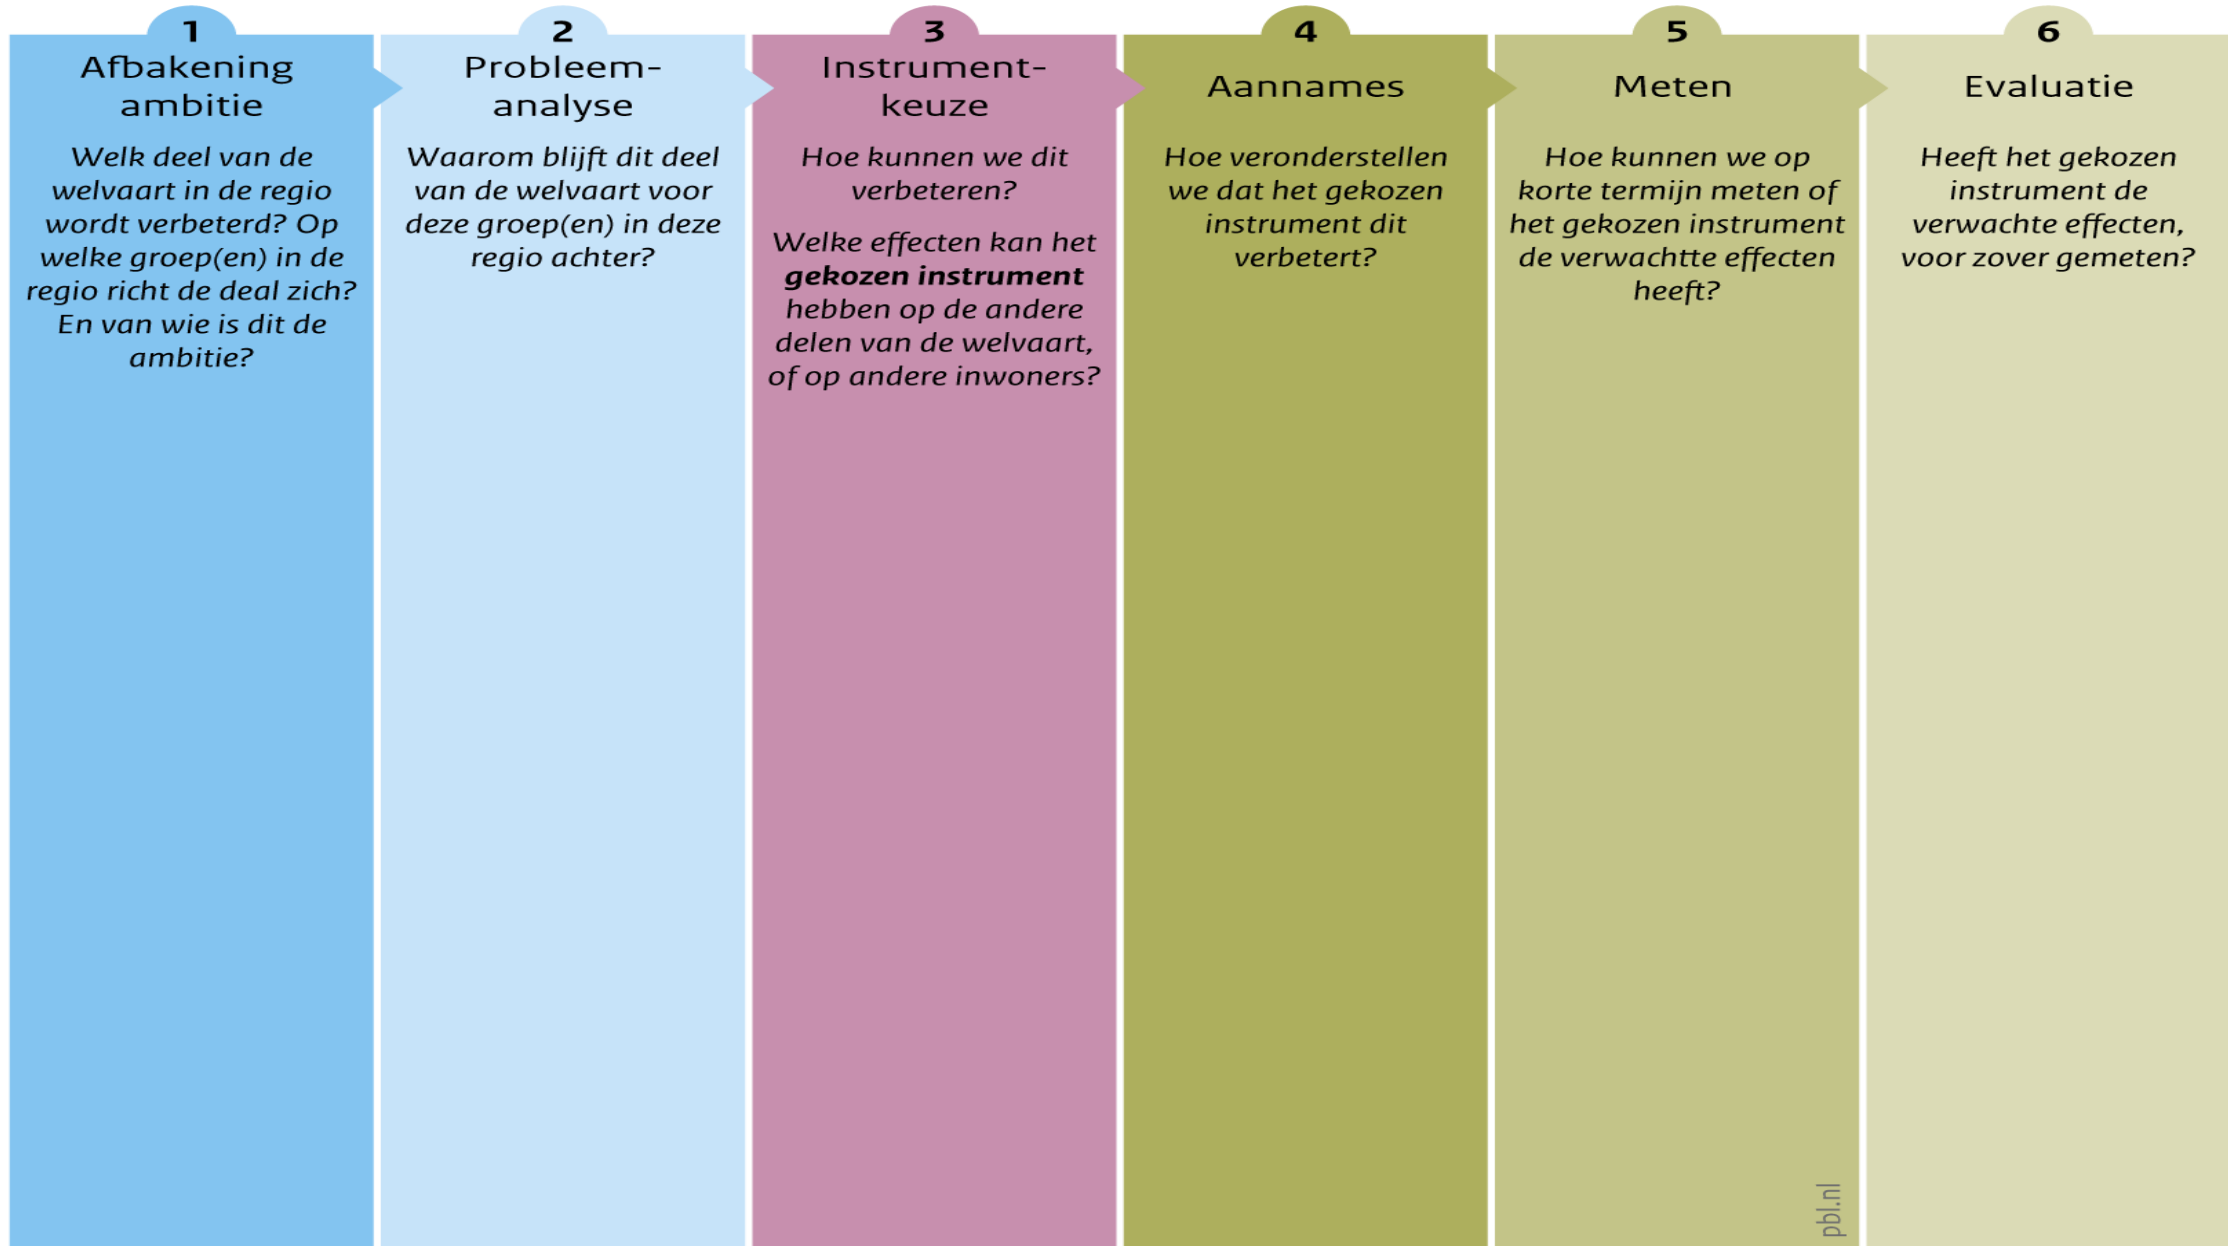 1
Afbakening
ambitie
Welk deel van de
welvaart in de regio
wordt verbeterd? Op
welke groep(en) in de
regio richt de deal zich?
En van wie is dit de
ambitie?
2
Probleem-
analyse
Waarom blijft dit deel
van de welvaart voor
deze groep(en) in deze
regio achter?
3
Instrument-
keuze
Hoe kunnen we dit
verbeteren?
Welke effecten kan het
gekozen instrument
hebben op de andere
delen van de welvaart,
of op andere inwoners?
4
Aannames
Hoe veronderstellen
we dat het gekozen
instrument dit
verbetert?
5
Meten
Hoe kunnen we op
korte termijn meten of
het gekozen instrument
de verwachtte effecten
heeft?
6
Evaluatie
Heeft het gekozen
instrument de
verwachte effecten,
voor zover gemeten?
pbl.nl